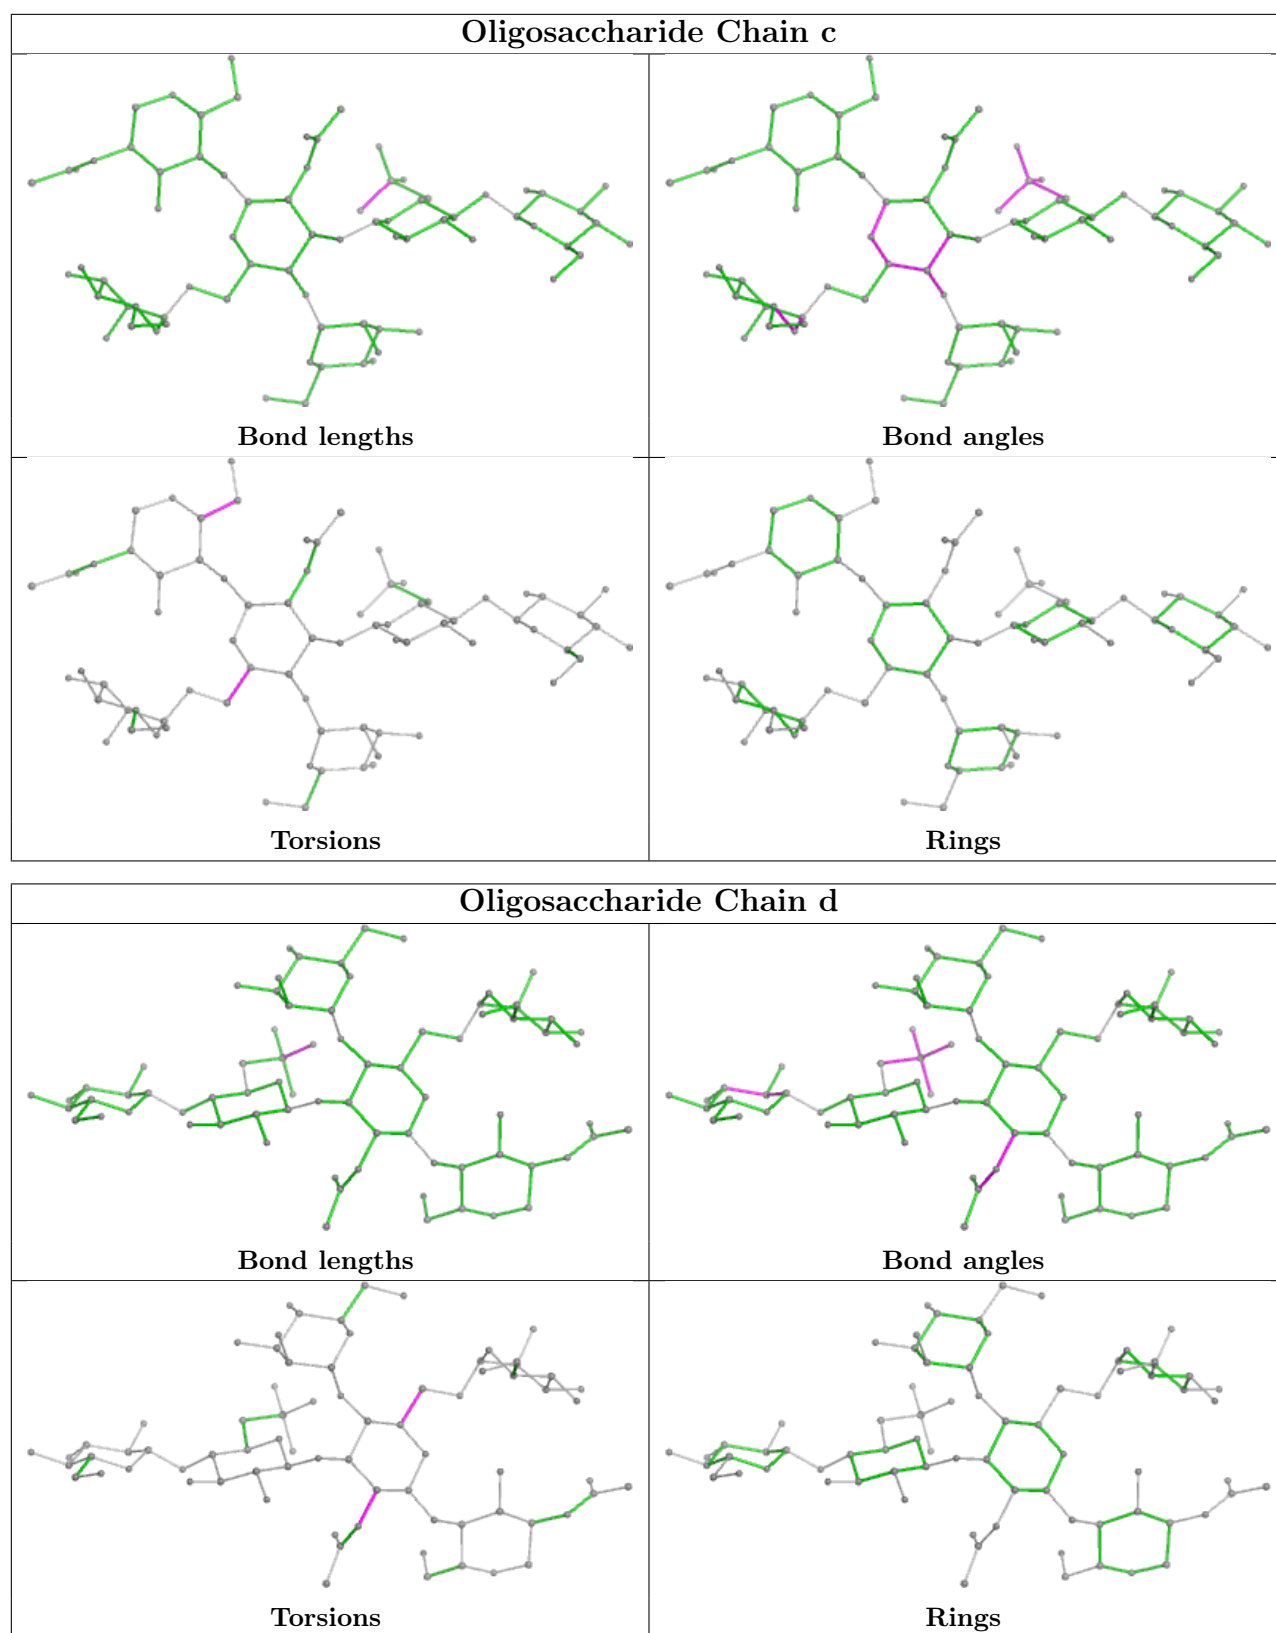 Oligosaccharide Chain c
Bond lengths
Bond angles
Torsions
Rings
Oligosaccharide Chain d
Bond lengths
Bond angles
Torsions
Rings